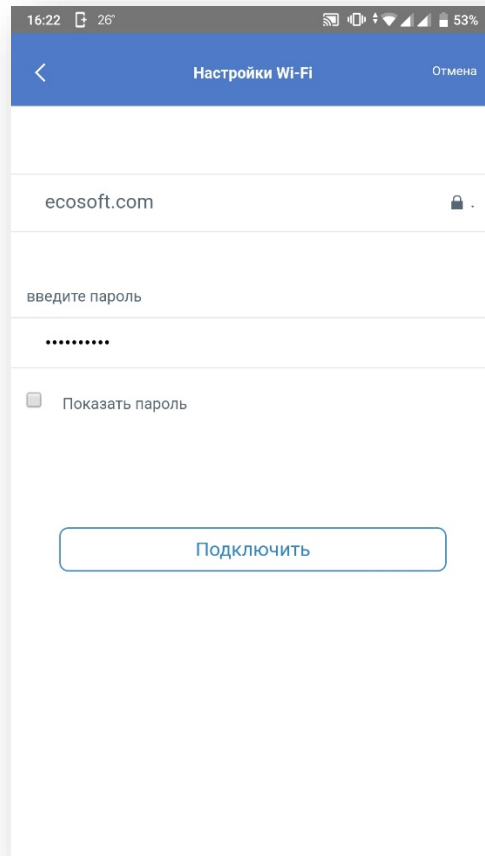 16:22 26° 53%
Настройки Wi-Fi Отмена
ecosoft.com .
введите пароль
••••••••••
Показать пароль
Подключить